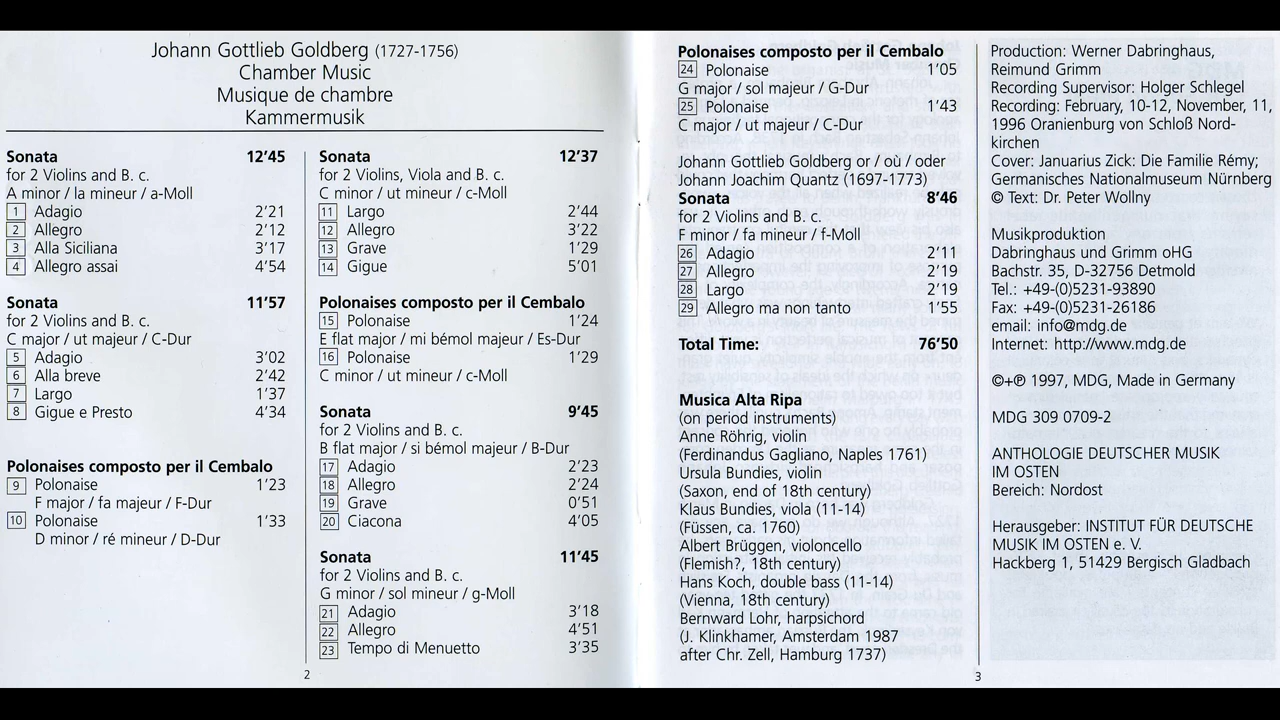 Johann Gottlieb Goldberg (1727-1756)
Chamber Music
Musique de chambre
Kammermusik
Sonata 12’45
for 2 Violins and B. c.
A minor / la mineur / a-Moll
1 Adagio 2’21
2 Allegro 2’12
3 Alla Siciliana 3’17
4 Allegro assai 4’54
Sonata 11’57
for 2 Violins and B. c.
C major / ut majeur / C-Dur
5 Adagio 3’02
6 Alla breve 2’42
7 Largo 1’37
8 Gigue e Presto 4’34
Polonaises composto per il Cembalo
9 Polonaise 1’23
F major / fa majeur / F-Dur
10 Polonaise 1’33
D minor / ré mineur / D-Dur
Sonata 12’37
for 2 Violins, Viola and B. c.
C minor / ut mineur / c-Moll
11 Largo 2’44
12 Allegro 3’22
13 Grave 1’29
14 Gigue 5’01
Polonaises composto per il Cembalo
15 Polonaise 1’24
E flat major / mi bémol majeur / Es-Dur
16 Polonaise 1’29
C minor / ut mineur / c-Moll
Sonata 9’45
for 2 Violins and B. c.
B flat major / si bémol majeur / B-Dur
17 Adagio 2’23
18 Allegro 2’24
19 Grave 0’51
20 Ciacona 4’05
Sonata 11’45
for 2 Violins and B. c.
G minor / sol mineur / g-Moll
21 Adagio 3’18
22 Allegro 4’51
23 Tempo di Menuetto 3’35
2
Polonaises composto per il Cembalo
24 Polonaise 1’05
G major / sol majeur / G-Dur
25 Polonaise 1’43
C major / ut majeur / C-Dur
Johann Gottlieb Goldberg or / où / oder
Johann Joachim Quantz (1697-1773)
Sonata 8’46
for 2 Violins and B. c.
F minor / fa mineur / f-Moll
26 Adagio 2’11
27 Allegro 2’19
28 Largo 2’19
29 Allegro ma non tanto 1’55
Total Time: 76’50
Musica Alta Ripa
(on period instruments)
Anne Röhrig, violin
(Ferdinandus Gagliano, Naples 1761)
Ursula Bundies, violin
(Saxon, end of 18th century)
Klaus Bundies, viola (11-14)
(Füssen, ca. 1760)
Albert Brüggen, violoncello
(Flemish?, 18th century)
Hans Koch, double bass (11-14)
(Vienna, 18th century)
Bernward Lohr, harpsichord
(J. Klinkhamer, Amsterdam 1987
after Chr. Zell, Hamburg 1737)
Production: Werner Dabringhaus,
Reimund Grimm
Recording Supervisor: Holger Schlegel
Recording: February, 10-12, November, 11,
1996 Oranienburg von Schloß Nord-
kirchen
Cover: Januarius Zick: Die Familie Rémy;
Germanisches Nationalmuseum Nürnberg
© Text: Dr. Peter Wollny
Musikproduktion
Dabringhaus und Grimm oHG
Bachstr. 35, D-32756 Detmold
Tel.: +49-(0)5231-93890
Fax: +49-(0)5231-26186
email: info@mdg.de
Internet: http://www.mdg.de
©+℗ 1997, MDG, Made in Germany
MDG 309 0709-2
ANTHOLOGIE DEUTSCHER MUSIK
IM OSTEN
Bereich: Nordost
Herausgeber: INSTITUT FÜR DEUTSCHE
MUSIK IM OSTEN e. V.
Hackberg 1, 51429 Bergisch Gladbach
3